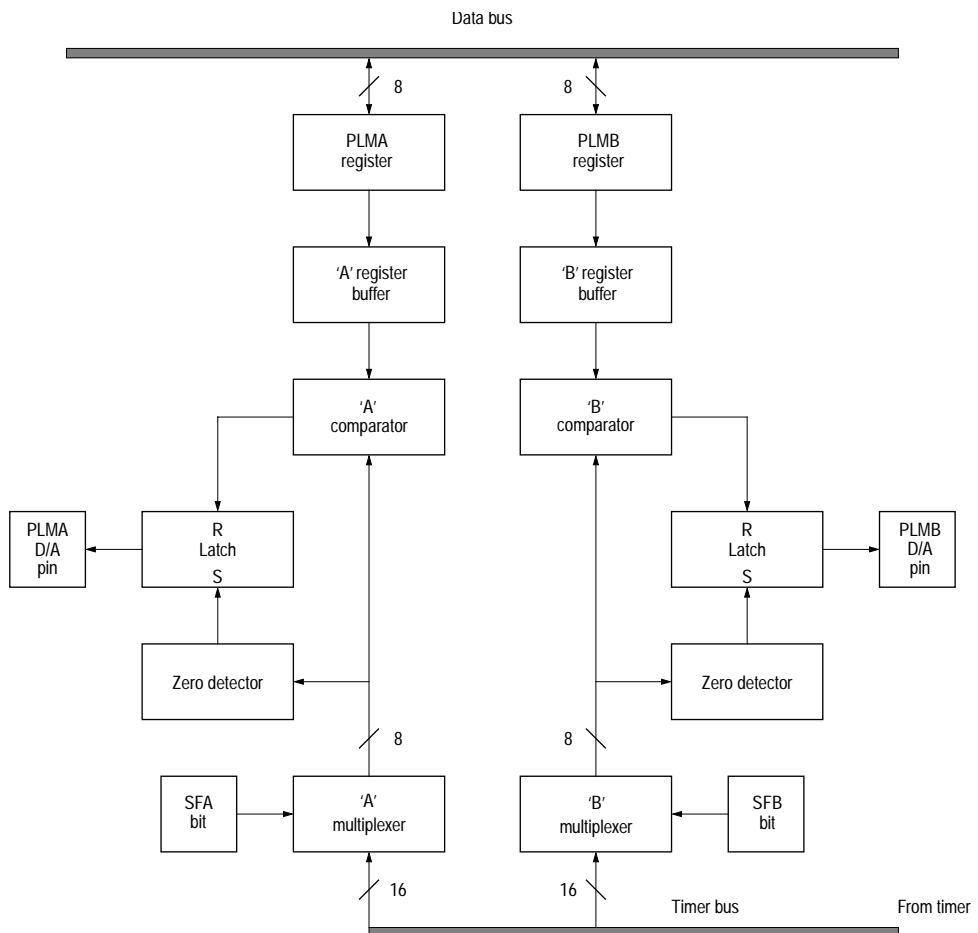 Data bus
8
8
PLMA
register
PLMB
register
‘A’ register
buffer
‘B’ register
buffer
‘A’
comparator
‘B’
comparator
PLMA
D/A
pin
R
Latch
S
R
Latch
S
PLMB
D/A
pin
Zero detector
Zero detector
8
8
SFA
bit
‘A’
multiplexer
‘B’
multiplexer
SFB
bit
16
16
Timer bus
From timer